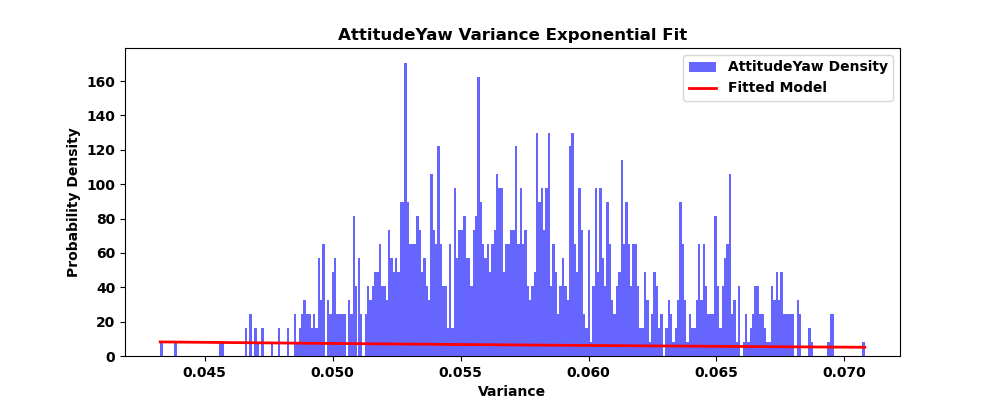 AttitudeYaw Variance Exponential Fit
AttitudeYaw Density
Fitted Model
Probability Density
160
140
120
100
80
60
40
20
0
0.045 0.050 0.055 0.060 0.065 0.070
Variance